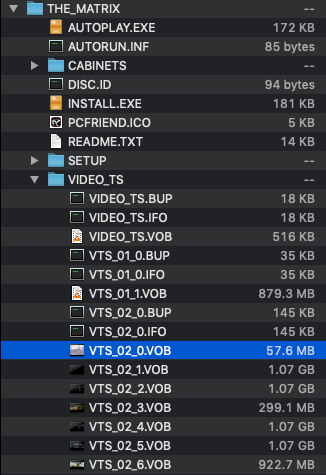 THE_MATRIX --
AUTOPLAY.EXE 172 KB
AUTORUN.INF 85 bytes
CABINETS --
DISC.ID 94 bytes
INSTALL.EXE 181 KB
PCFRIEND.ICO 5 KB
README.TXT 14 KB
SETUP --
VIDEO_TS --
VIDEO_TS.BUP 18 KB
VIDEO_TS.IFO 18 KB
VIDEO_TS.VOB 516 KB
VTS_01_0.BUP 35 KB
VTS_01_0.IFO 35 KB
VTS_01_1.VOB 879.3 MB
VTS_02_0.BUP 145 KB
VTS_02_0.IFO 145 KB
VTS_02_0.VOB 57.6 MB
VTS_02_1.VOB 1.07 GB
VTS_02_2.VOB 1.07 GB
VTS_02_3.VOB 299.1 MB
VTS_02_4.VOB 1.07 GB
VTS_02_5.VOB 1.07 GB
VTS_02_6.VOB 922.7 MB